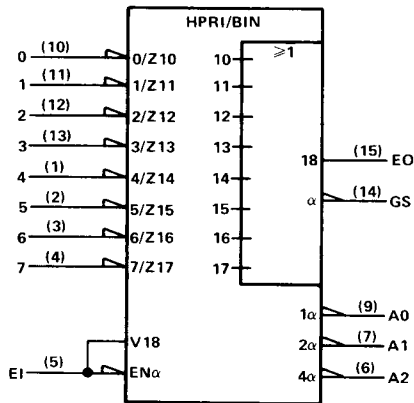 HPRI/BIN
≥1
0 (10) 0/Z10 10
1 (11) 1/Z11 11
2 (12) 2/Z12 12
3 (13) 3/Z13 13
4 (1) 4/Z14 14
5 (2) 5/Z15 15
6 (3) 6/Z16 16
7 (4) 7/Z17 17
18 (15) EO
α (14) GS
1α (9) A0
V18 2α (7) A1
EI (5) ENα 4α (6) A2